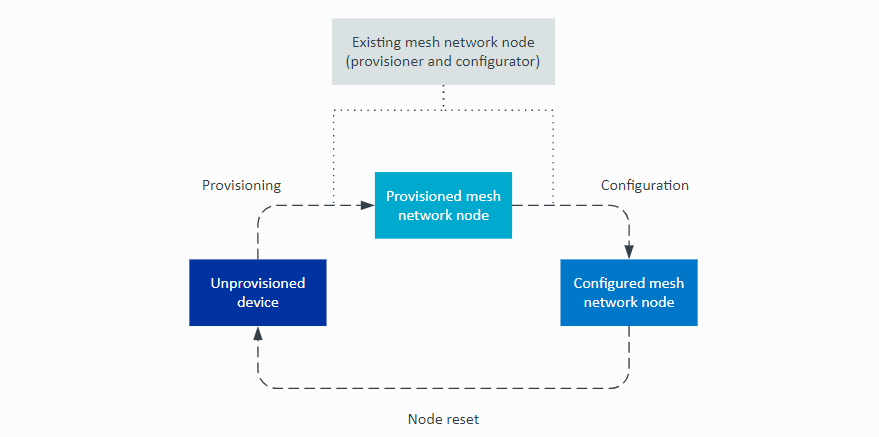 Existing mesh network node
(provisioner and configurator)
Provisioning
Provisioned mesh
network node
Configuration
Unprovisioned
device
Configured mesh
network node
Node reset